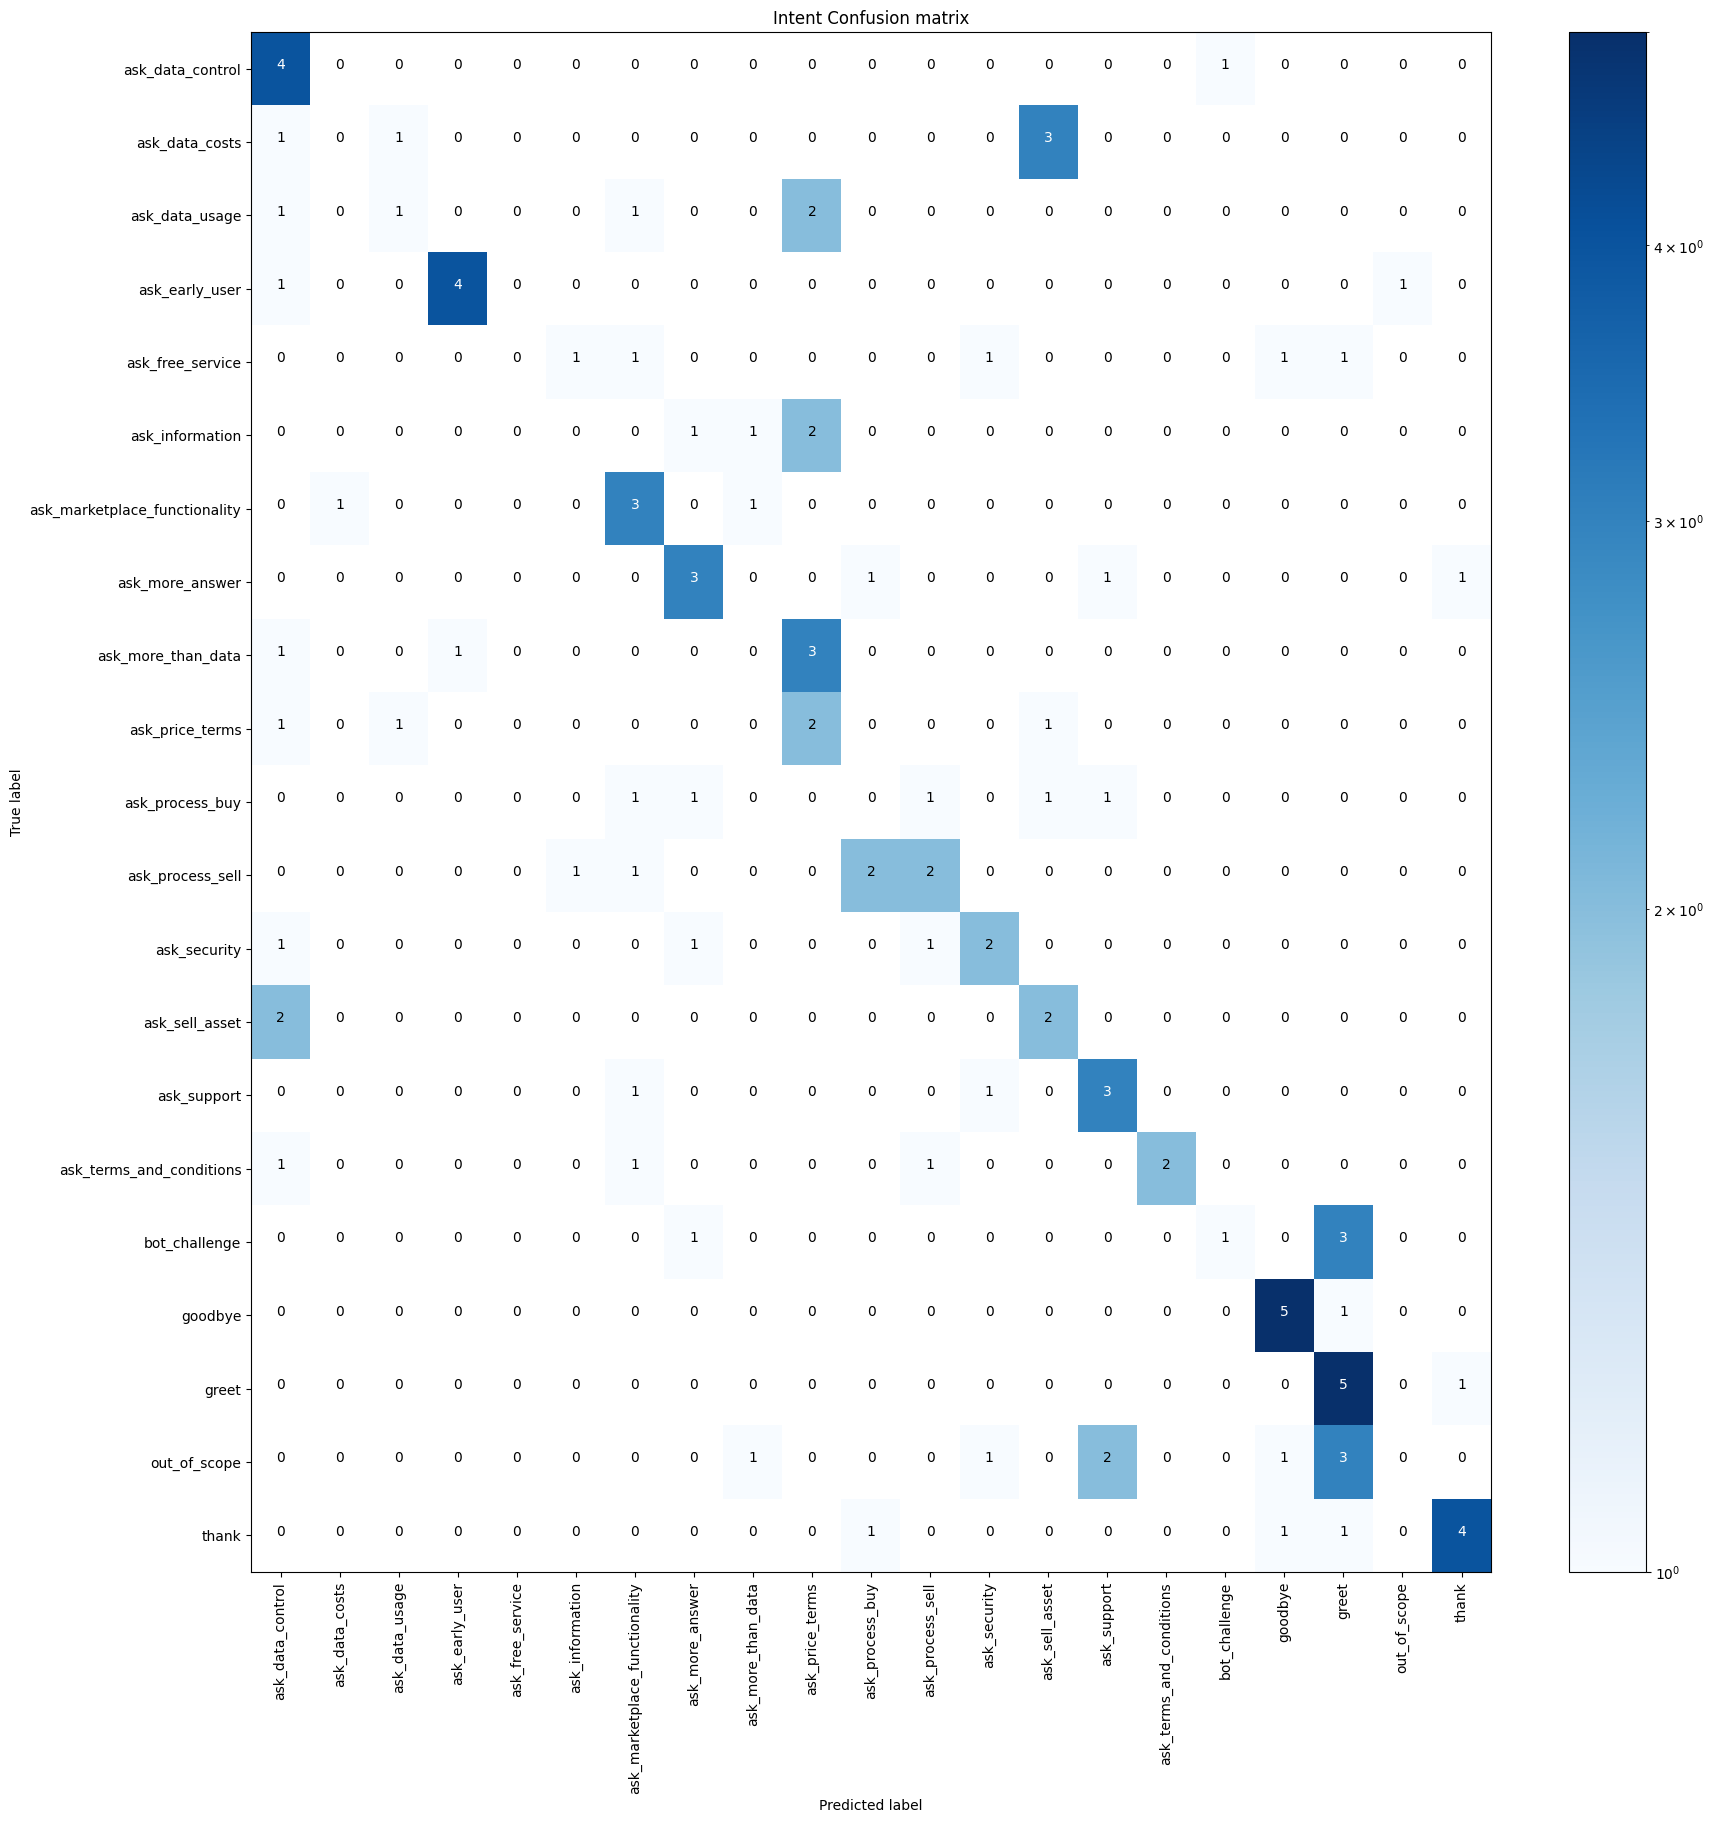 Intent Confusion matrix
ask_data_control 4 0 0 0 0 0 0 0 0 0 0 0 0 0 0 0 1 0 0 0 0
ask_data_costs 1 0 1 0 0 0 0 0 0 0 0 0 0 3 0 0 0 0 0 0 0
ask_data_usage 1 0 1 0 0 0 1 0 0 2 0 0 0 0 0 0 0 0 0 0 0
ask_early_user 1 0 0 4 0 0 0 0 0 0 0 0 0 0 0 0 0 0 0 1 0
4 × 10⁰
ask_free_service 0 0 0 0 0 1 1 0 0 0 0 0 1 0 0 0 0 1 1 0 0
ask_information 0 0 0 0 0 0 0 1 1 2 0 0 0 0 0 0 0 0 0 0 0
ask_marketplace_functionality 0 1 0 0 0 0 3 0 1 0 0 0 0 0 0 0 0 0 0 0 0
3 × 10⁰
ask_more_answer 0 0 0 0 0 0 0 3 0 0 1 0 0 0 1 0 0 0 0 0 1
ask_more_than_data 1 0 0 1 0 0 0 0 0 3 0 0 0 0 0 0 0 0 0 0 0
ask_price_terms 1 0 1 0 0 0 0 0 0 2 0 0 0 1 0 0 0 0 0 0 0
True label
ask_process_buy 0 0 0 0 0 0 1 1 0 0 0 1 0 1 1 0 0 0 0 0 0
ask_process_sell 0 0 0 0 0 1 1 0 0 0 2 2 0 0 0 0 0 0 0 0 0
2 × 10⁰
ask_security 1 0 0 0 0 0 0 1 0 0 0 1 2 0 0 0 0 0 0 0 0
ask_sell_asset 2 0 0 0 0 0 0 0 0 0 0 0 0 2 0 0 0 0 0 0 0
ask_support 0 0 0 0 0 0 1 0 0 0 0 0 1 0 3 0 0 0 0 0 0
ask_terms_and_conditions 1 0 0 0 0 0 1 0 0 0 0 1 0 0 0 2 0 0 0 0 0
bot_challenge 0 0 0 0 0 0 0 1 0 0 0 0 0 0 0 0 1 0 3 0 0
goodbye 0 0 0 0 0 0 0 0 0 0 0 0 0 0 0 0 0 5 1 0 0
greet 0 0 0 0 0 0 0 0 0 0 0 0 0 0 0 0 0 0 5 0 1
out_of_scope 0 0 0 0 0 0 0 0 1 0 0 0 1 0 2 0 0 1 3 0 0
thank 0 0 0 0 0 0 0 0 0 0 1 0 0 0 0 0 0 1 1 0 4
10⁰
ask_data_control
ask_data_costs
ask_data_usage
ask_early_user
ask_free_service
ask_information
ask_marketplace_functionality
ask_more_answer
ask_more_than_data
ask_price_terms
ask_process_buy
ask_process_sell
ask_security
ask_sell_asset
ask_support
ask_terms_and_conditions
bot_challenge
goodbye
greet
out_of_scope
thank
Predicted label